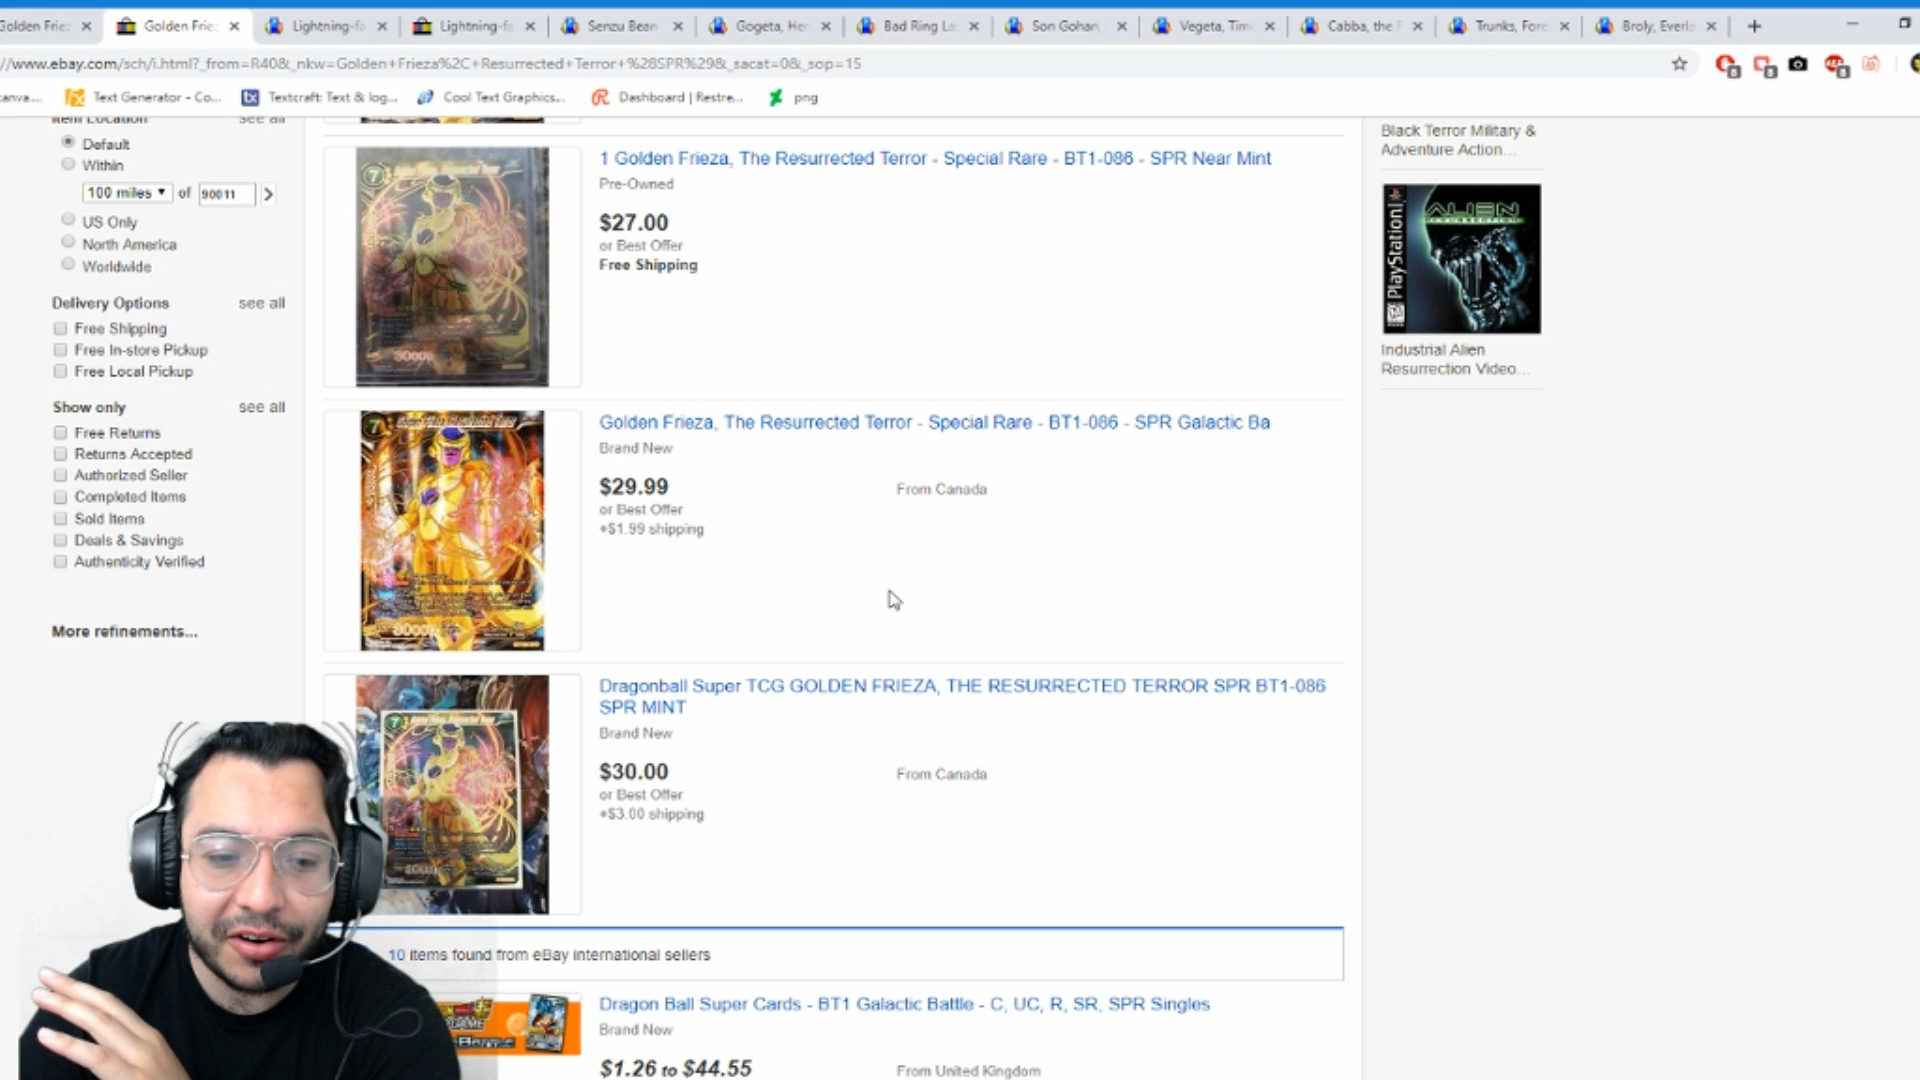 Golden Frie:
Golden Frie:
Lightning-fa
Lightning-fa
Senzu Bean
Gogeta, He
Bad Ring La
Son Gohan,
Vegeta, Tim
Cabba, the
Trunks, Fore
Broly, Everla
//www.ebay.com/sch/i.html?_from=R40&_nkw=Golden+Frieza%2C+Resurrected+Terror+%28SPR%29&_sacat=0&_sop=15
anva....
Text Generator - Co...
Textcraft: Text & log...
Cool Text Graphics...
Dashboard | Restre...
png
Item Location
see all
Default
Within
100 miles of 90011
US Only
North America
Worldwide
Delivery Options see all
Free Shipping
Free In-store Pickup
Free Local Pickup
Show only see all
Free Returns
Returns Accepted
Authorized Seller
Completed Items
Sold Items
Deals & Savings
Authenticity Verified
More refinements...
1 Golden Frieza, The Resurrected Terror - Special Rare - BT1-086 - SPR Near Mint
Pre-Owned
$27.00
or Best Offer
Free Shipping
Golden Frieza, The Resurrected Terror - Special Rare - BT1-086 - SPR Galactic Ba
Brand New
$29.99
From Canada
or Best Offer
+$1.99 shipping
Dragonball Super TCG GOLDEN FRIEZA, THE RESURRECTED TERROR SPR BT1-086
SPR MINT
Brand New
$30.00
From Canada
or Best Offer
+$3.00 shipping
10 items found from eBay international sellers
Dragon Ball Super Cards - BT1 Galactic Battle - C, UC, R, SR, SPR Singles
Brand New
$1.26 to $44.55
From United Kingdom
Black Terror Military &
Adventure Action...
PlayStation
ALIEN
Industrial Alien
Resurrection Video...